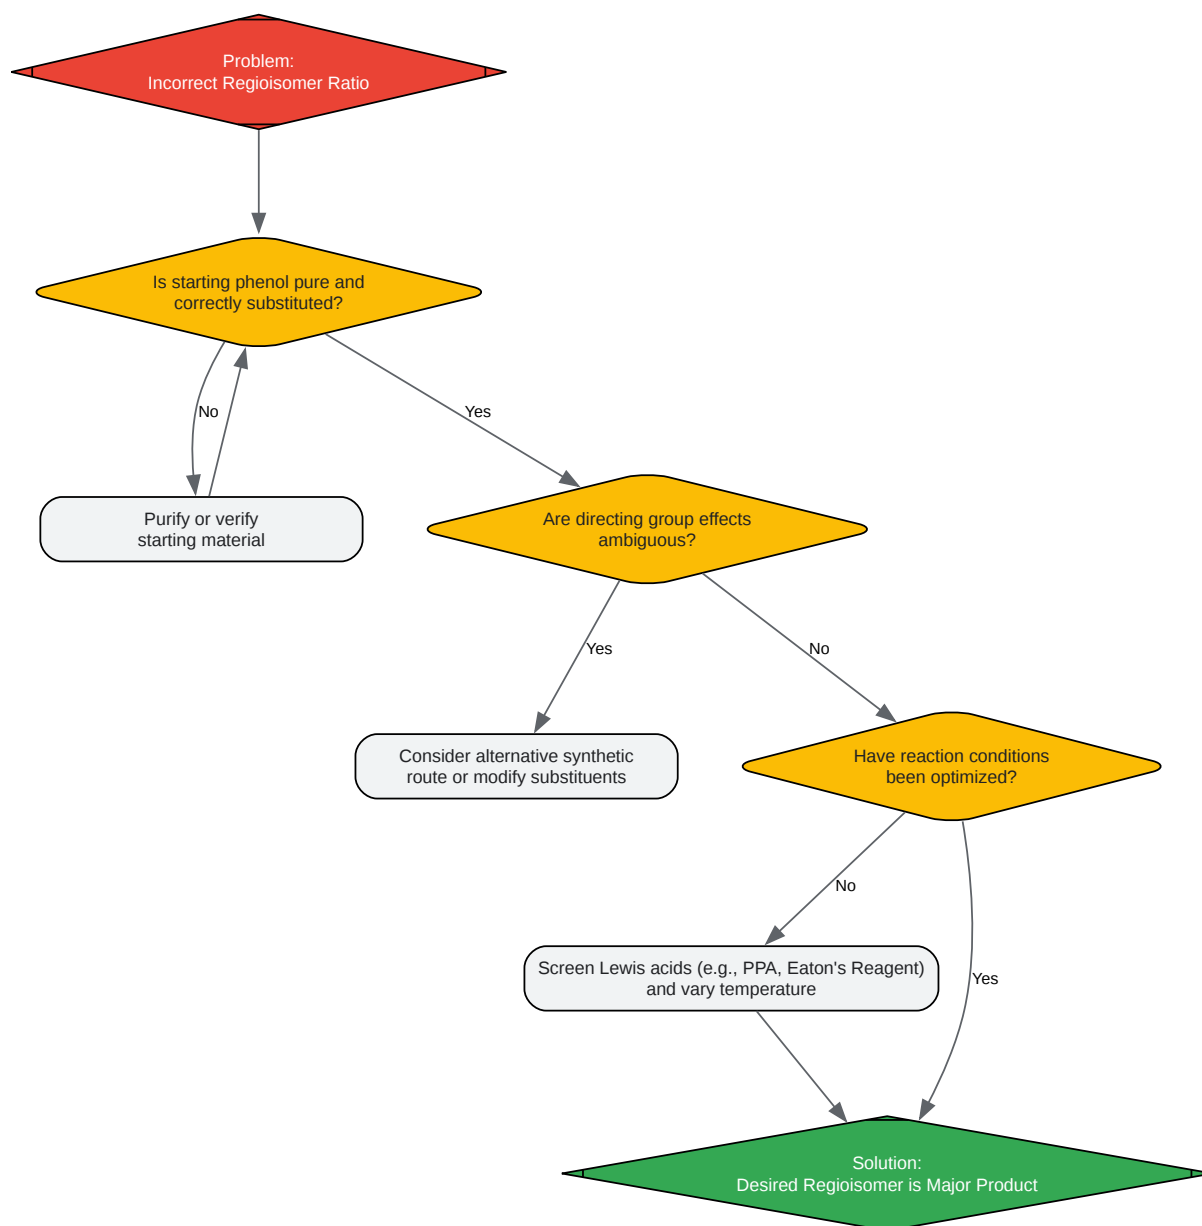 Problem:
Incorrect Regioisomer Ratio
Is starting phenol pure and
correctly substituted?
No
Yes
Purify or verify
starting material
Are directing group effects
ambiguous?
Yes
No
Consider alternative synthetic
route or modify substituents
Have reaction conditions
been optimized?
No
Yes
Screen Lewis acids (e.g., PPA, Eaton's Reagent)
and vary temperature
Solution:
Desired Regioisomer is Major Product